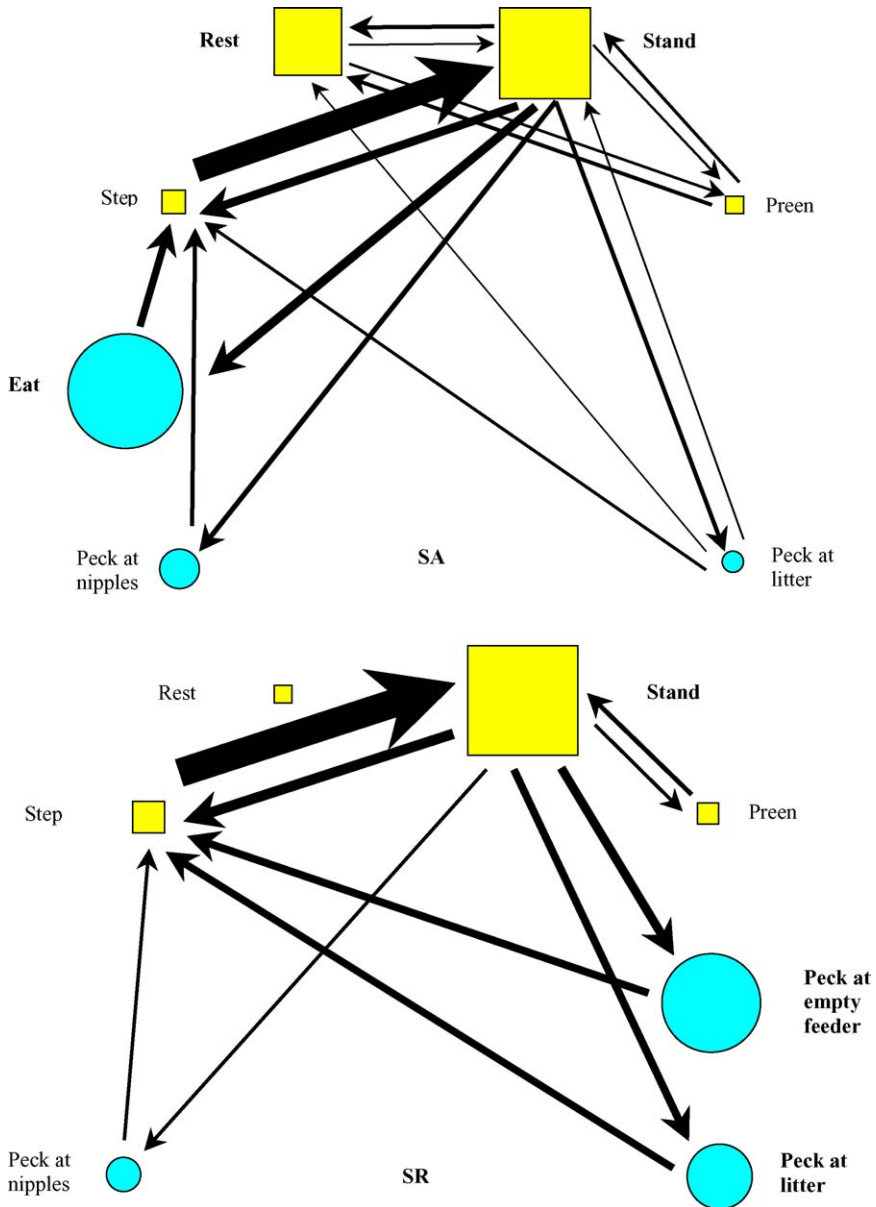 Rest
Stand
Step
Preen
Eat
Peck at
nipples
SA
Peck at
litter
Rest
Stand
Step
Preen
Peck at
empty
feeder
Peck at
nipples
SR
Peck at
litter